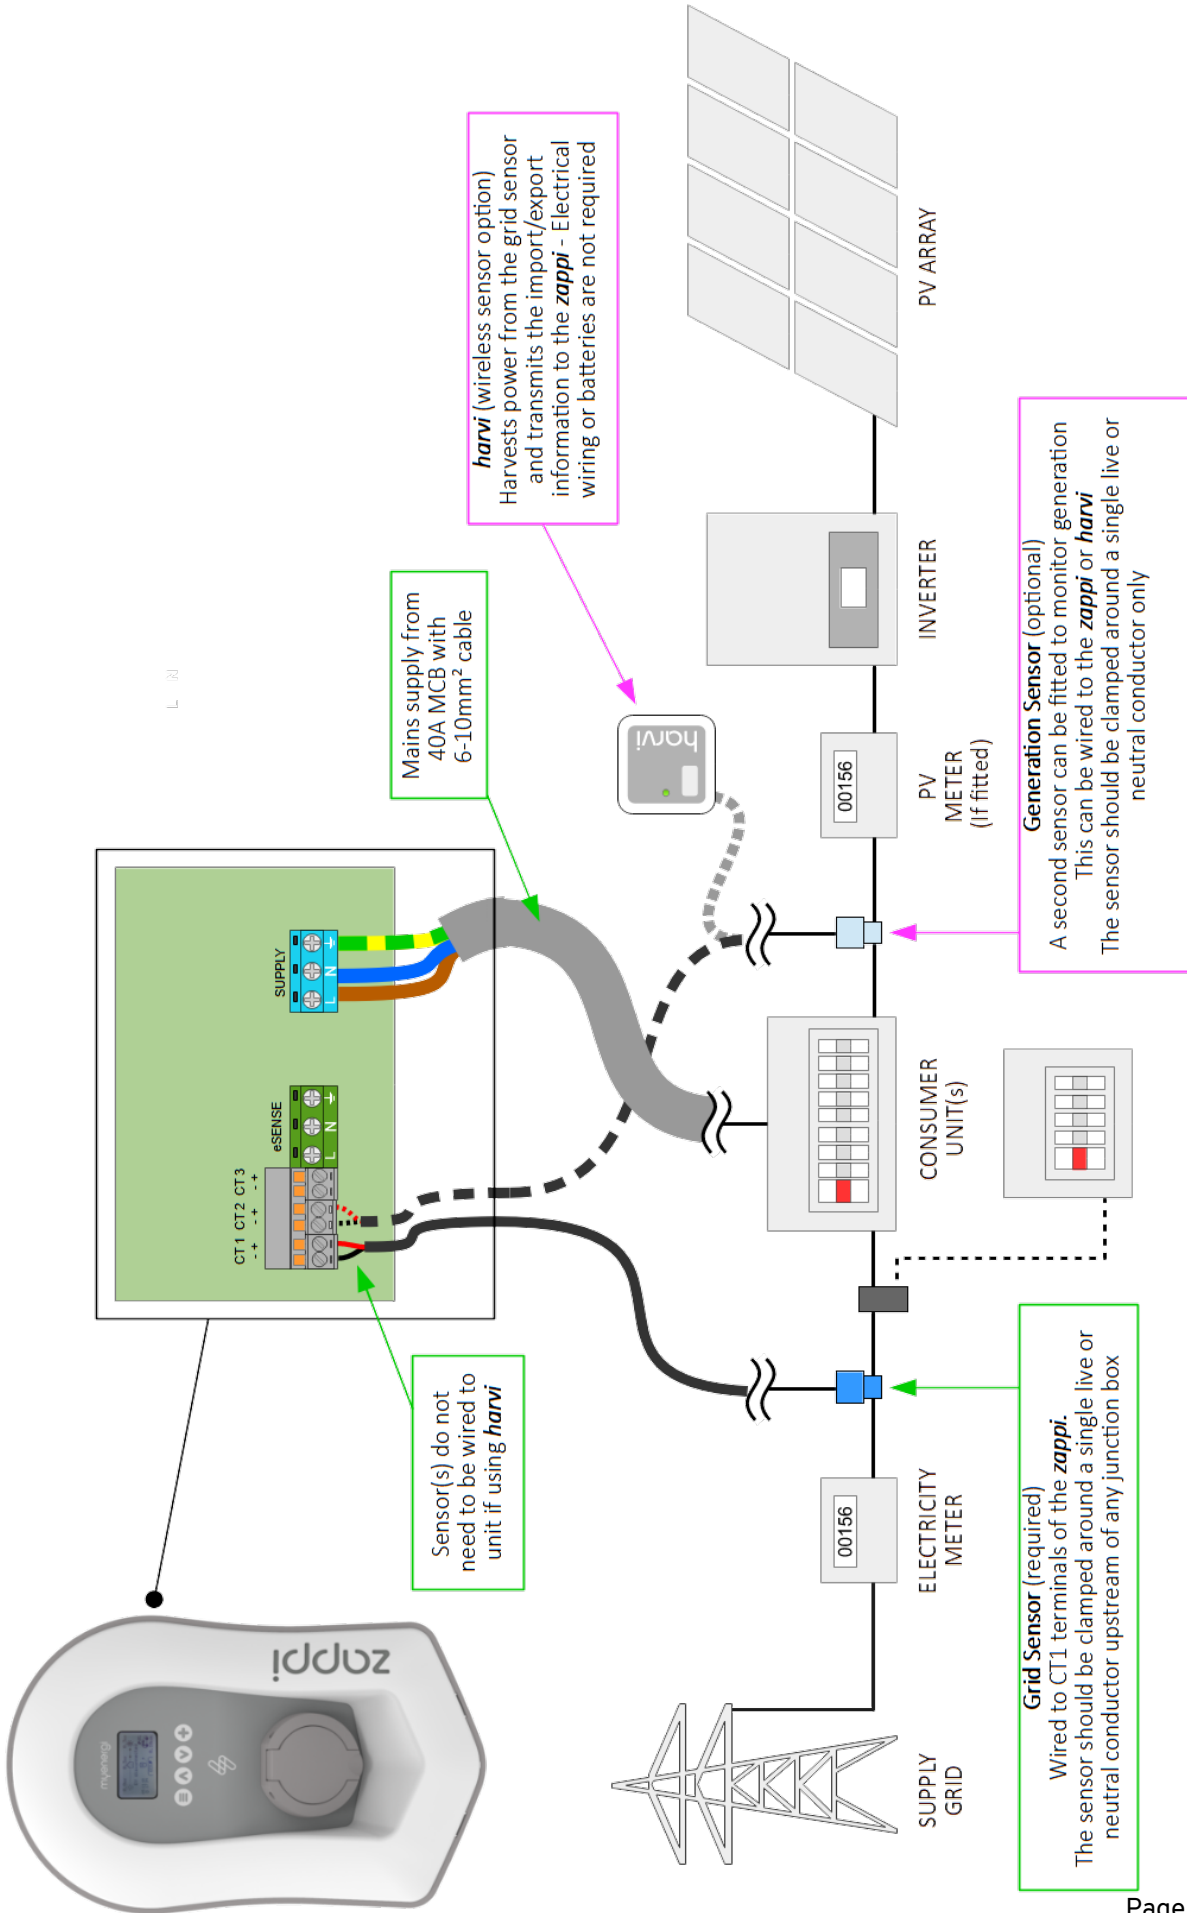 zappi
myenergi
Sensor(s) do not
need to be wired to
unit if using harvi
CT1 CT2 CT3
- + - + - +
eSENSE
L N
SUPPLY
L N
Mains supply from
40A MCB with
6-10mm² cable
L N
harvi (wireless sensor option)
Harvests power from the grid sensor
and transmits the import/export
information to the zappi - Electrical
wiring or batteries are not required
harvi
SUPPLY
GRID
00156
ELECTRICITY
METER
CONSUMER
UNIT(s)
00156
PV
METER
(If fitted)
INVERTER
PV ARRAY
Grid Sensor (required)
Wired to CT1 terminals of the zappi.
The sensor should be clamped around a single live or
neutral conductor upstream of any junction box
Generation Sensor (optional)
A second sensor can be fitted to monitor generation
This can be wired to the zappi or harvi
The sensor should be clamped around a single live or
neutral conductor only
Page